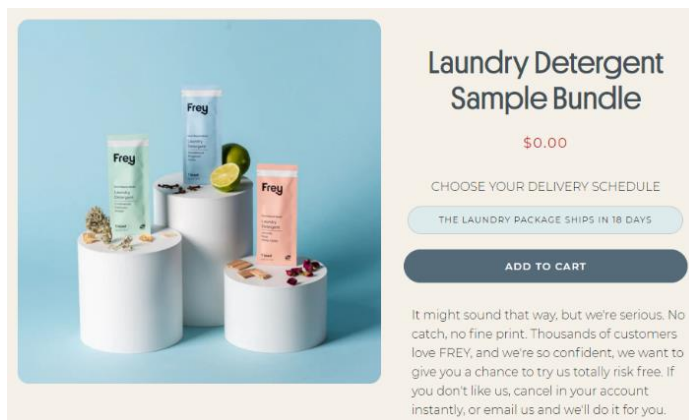 Frey
Laundry
Detergent
Frey
Laundry
Detergent
Frey
Laundry
Detergent
Laundry Detergent
Sample Bundle
$0.00
CHOOSE YOUR DELIVERY SCHEDULE
THE LAUNDRY PACKAGE SHIPS IN 18 DAYS
ADD TO CART
It might sound that way, but we're serious. No
catch, no fine print. Thousands of customers
love FREY, and we're so confident, we want to
give you a chance to try us totally risk free. If
you don't like us, cancel in your account
instantly, or email us and we'll do it for you.